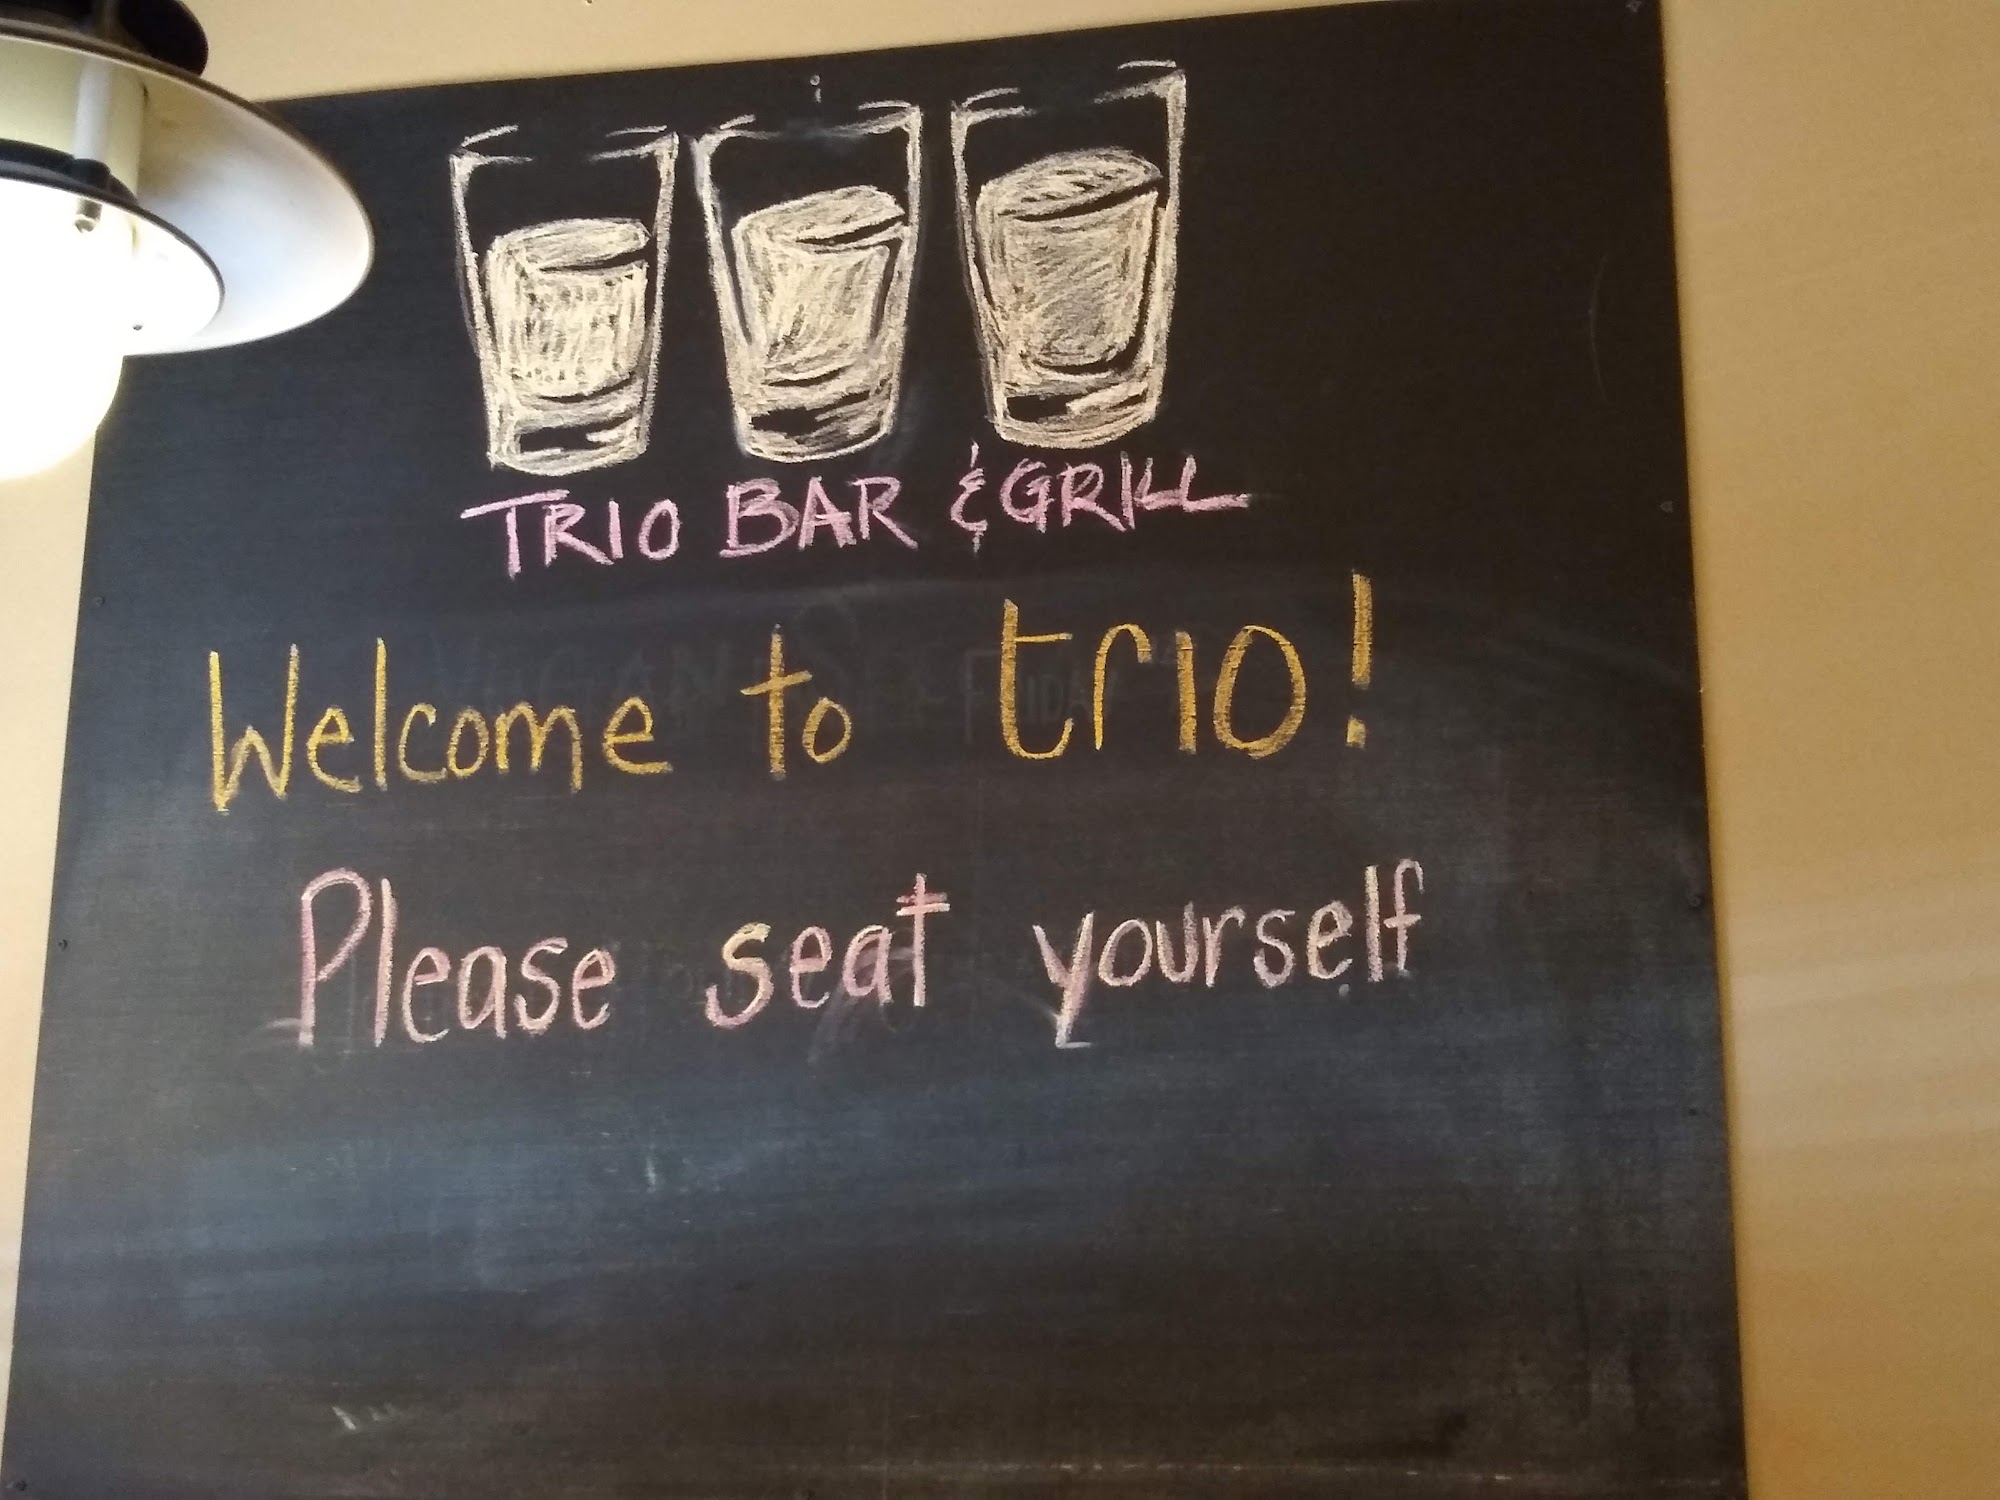 TRIO BAR & GRILL
Welcome to trio!
Please seat yourself